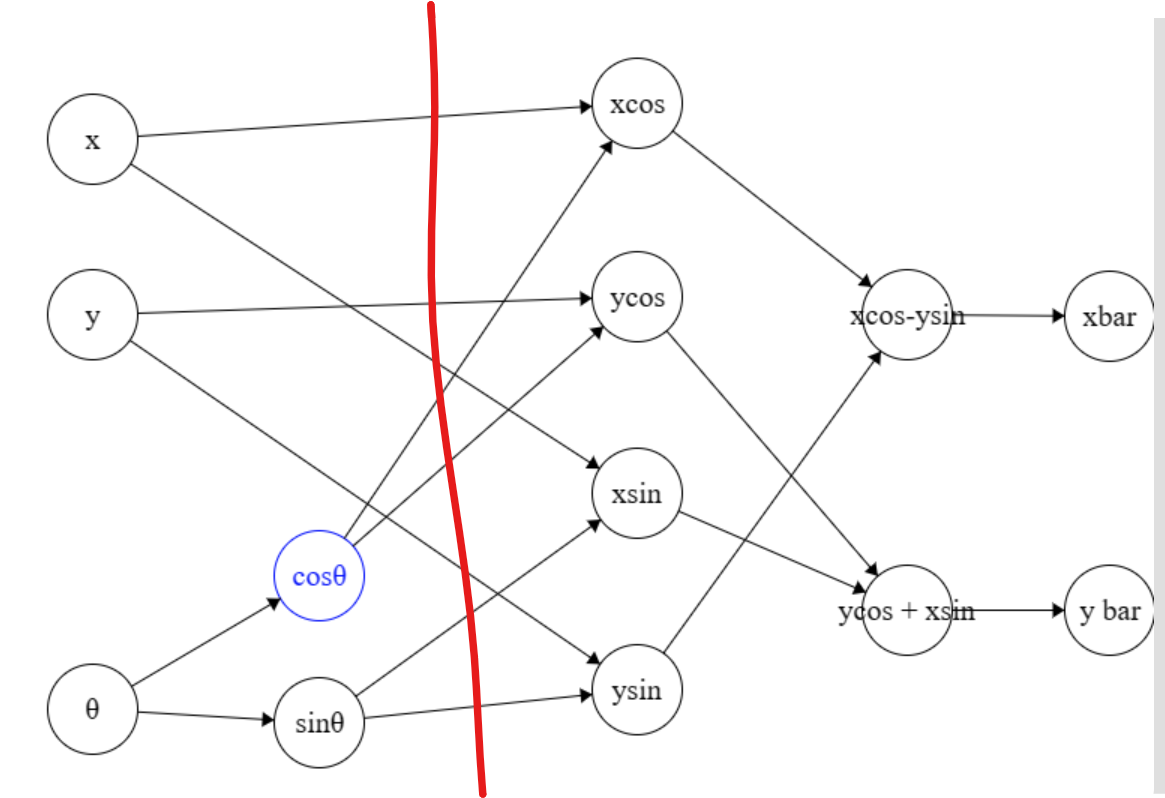 x
y
θ
cosθ
sinθ
xcos
ycos
xsin
ysin
xcos-ysin
ycos + xsin
xbar
y bar